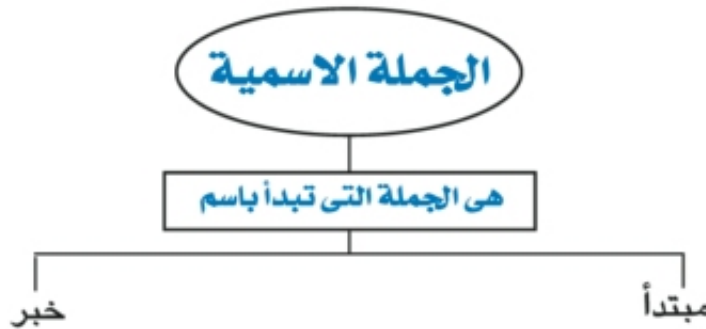 الجملة الاسمية
هى الجملة التى تبدأ باسم
مبتدأ
خبر